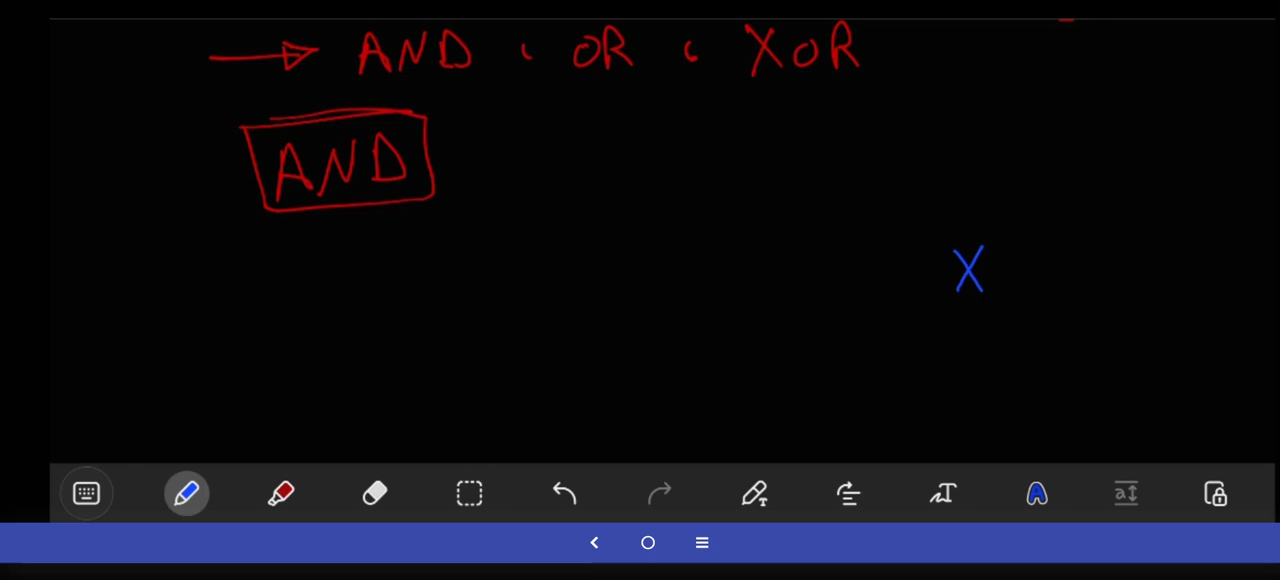 → AND ، OR ، XOR
AND
X